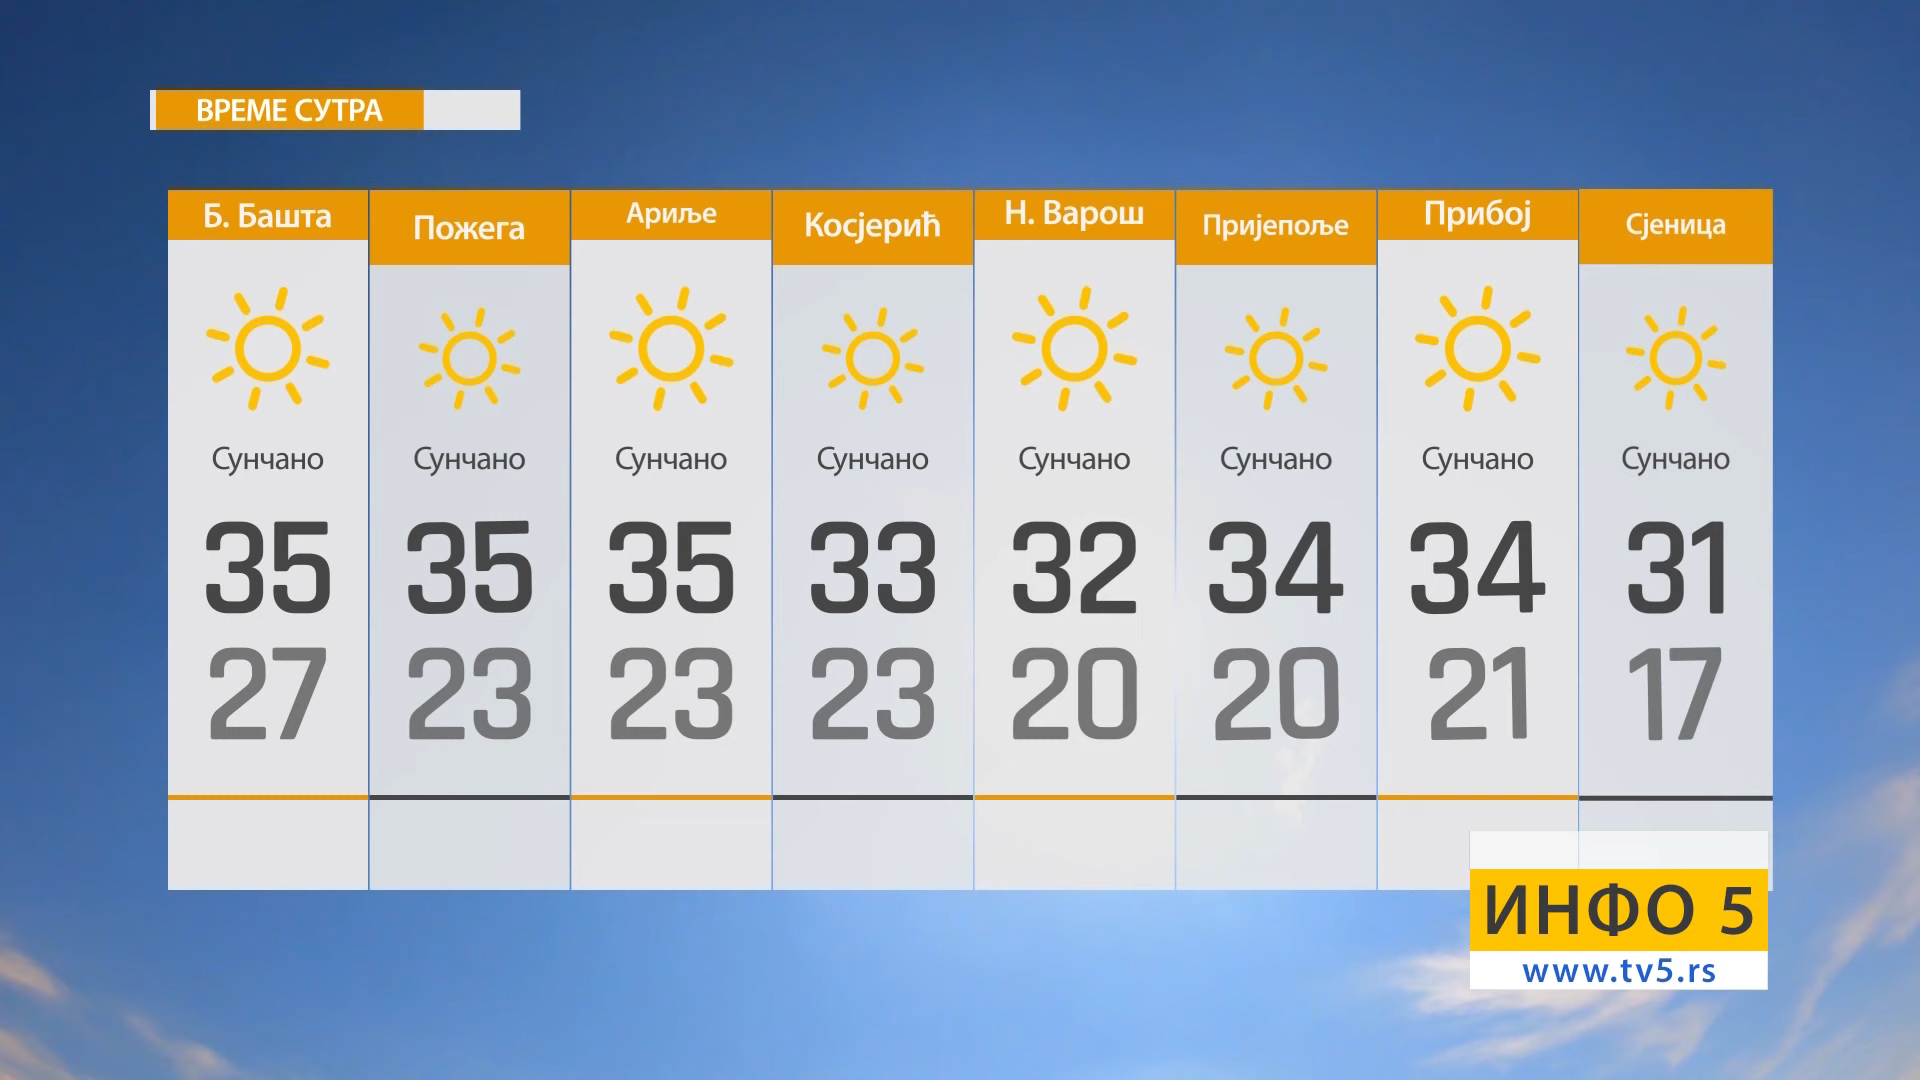 ВРЕМЕ СУТРА
Б. Башта
Пожега
Ариље
Косјерић
Н. Варош
Пријепоље
Прибој
Сјеница
Сунчано
Сунчано
Сунчано
Сунчано
Сунчано
Сунчано
Сунчано
Сунчано
35
35
35
33
32
34
34
31
27
23
23
23
20
20
21
17
ИНФО 5
www.tv5.rs